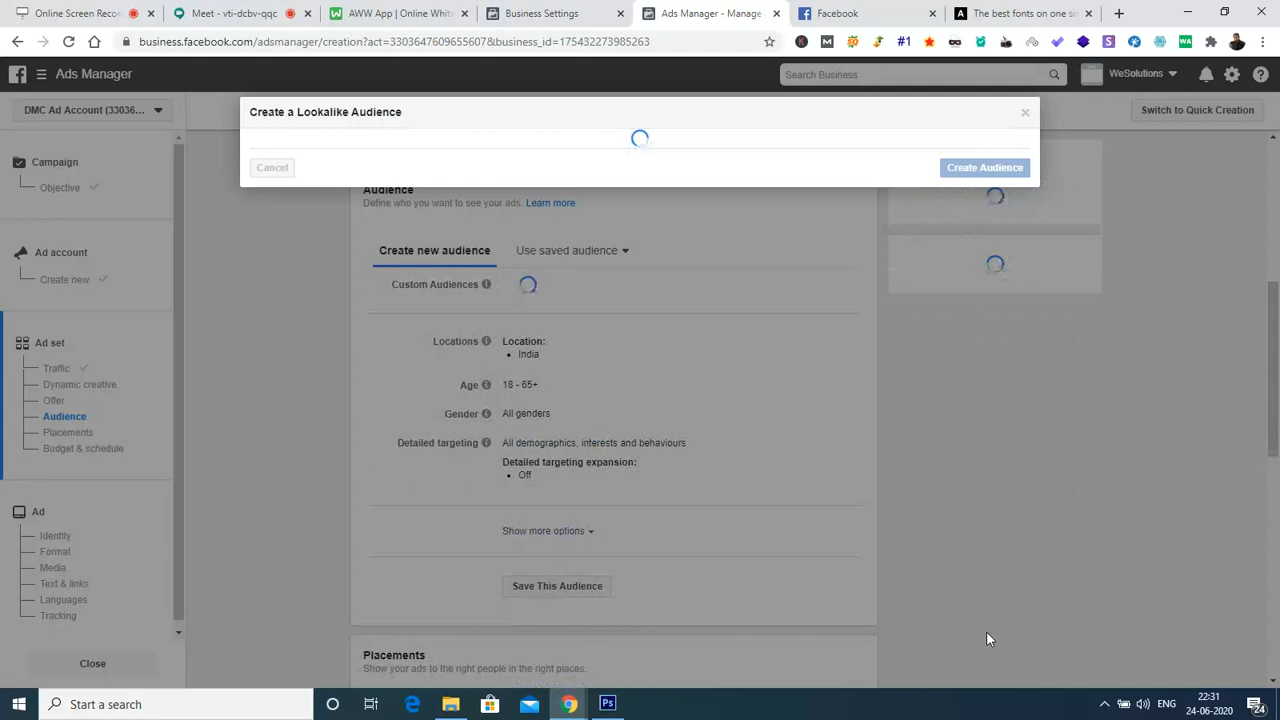 Online Screen Recor
Meet - vti-dcbv-qqc
AWW App | Online White
Business Settings
Ads Manager - Manage
Facebook
The best fonts on one si
business.facebook.com/adsmanager/creation?act=3303647609655607&business_id=175432273985263
#1
Ads Manager
Search Business
WeSolutions
DMC Ad Account (33036...
Switch to Quick Creation
Create a Lookalike Audience
Cancel
Create Audience
Campaign
Objective
Ad account
Create new
Ad set
Traffic
Dynamic creative
Offer
Audience
Placements
Budget & schedule
Ad
Identity
Format
Media
Text & links
Languages
Tracking
Close
Audience
Define who you want to see your ads. Learn more
Create new audience
Use saved audience
Custom Audiences
Locations
Location:
India
Age
18 - 65+
Gender
All genders
Detailed targeting
All demographics, interests and behaviours
Detailed targeting expansion:
Off
Show more options
Save This Audience
Placements
Show your ads to the right people in the right places.
Start a search
Ps
ENG
22:31
24-06-2020
24